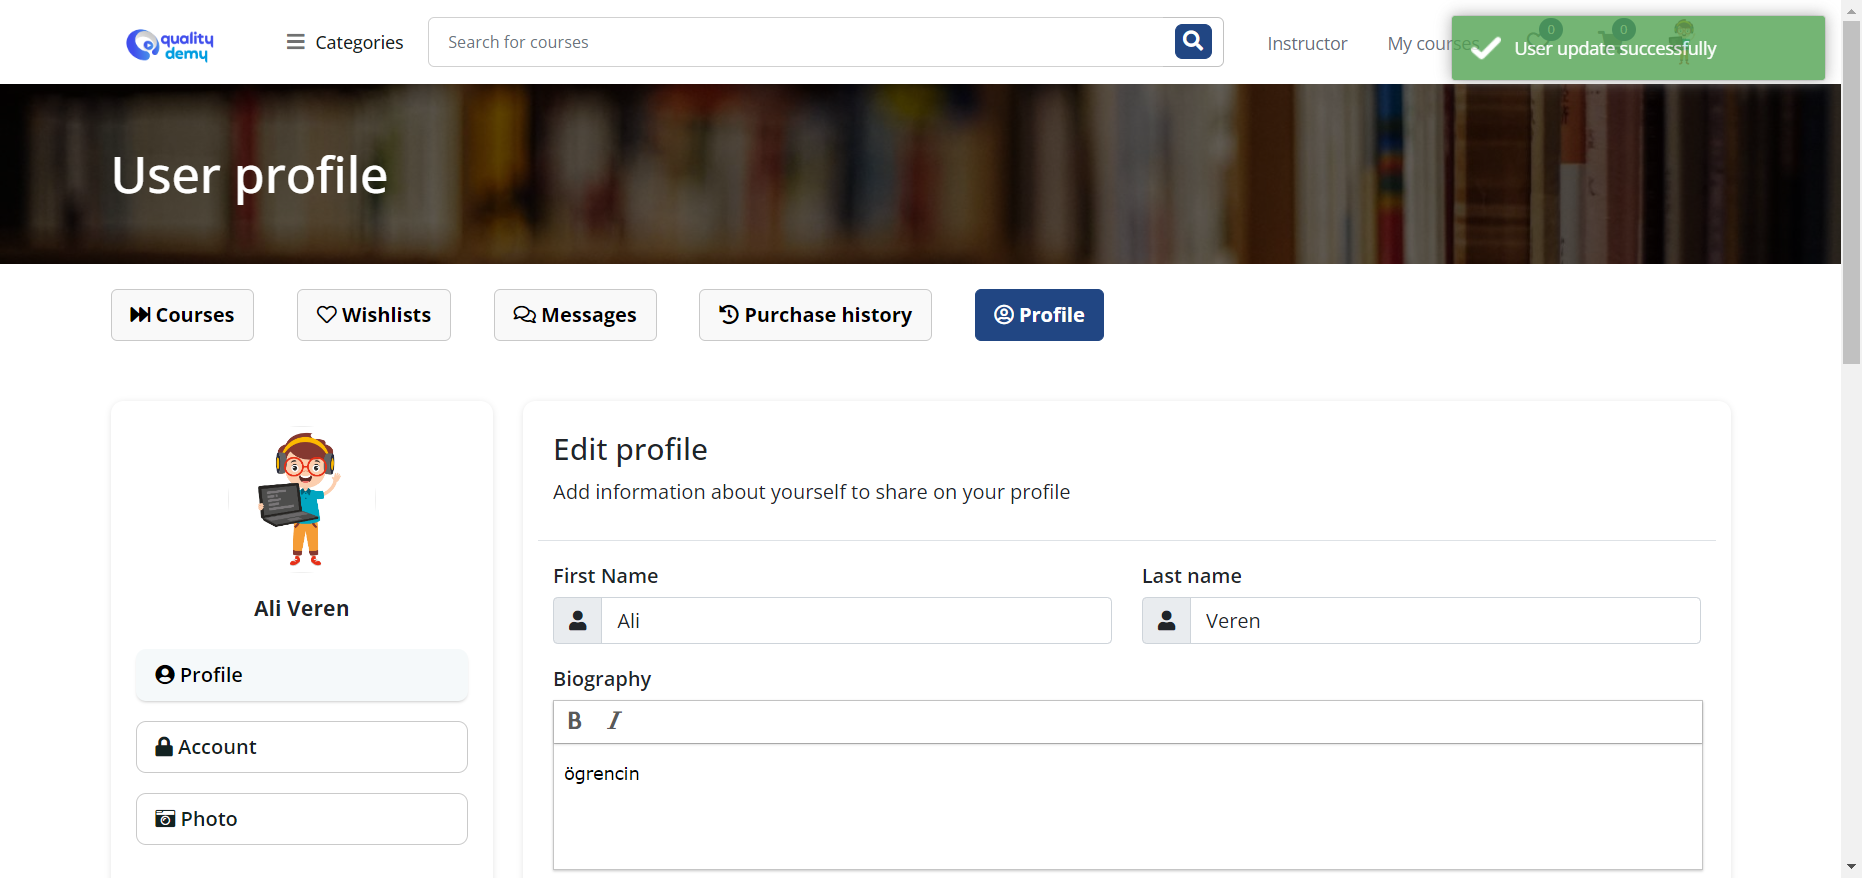 quality
demy
Categories
Search for courses
Instructor
My courses
0
0
User update successfully
User profile
Courses
Wishlists
Messages
Purchase history
Profile
Ali Veren
Profile
Account
Photo
Edit profile
Add information about yourself to share on your profile
First Name
Last name
Ali
Veren
Biography
B I
ögrencin